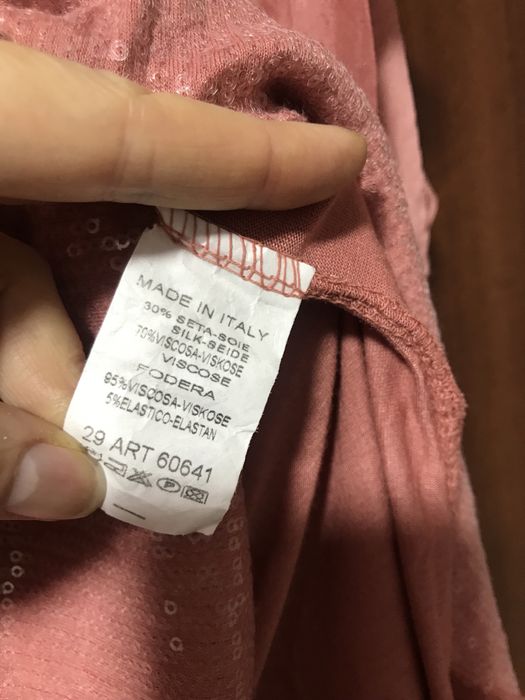 MADE IN ITALY
30% SETA-SOIE
SILK-SEIDE
70%VISCOSA-VISKOSE
VISCOSE
FODERA
95%VISCOSA-VISKOSE
5%ELASTICO-ELASTAN
29 ART 60641